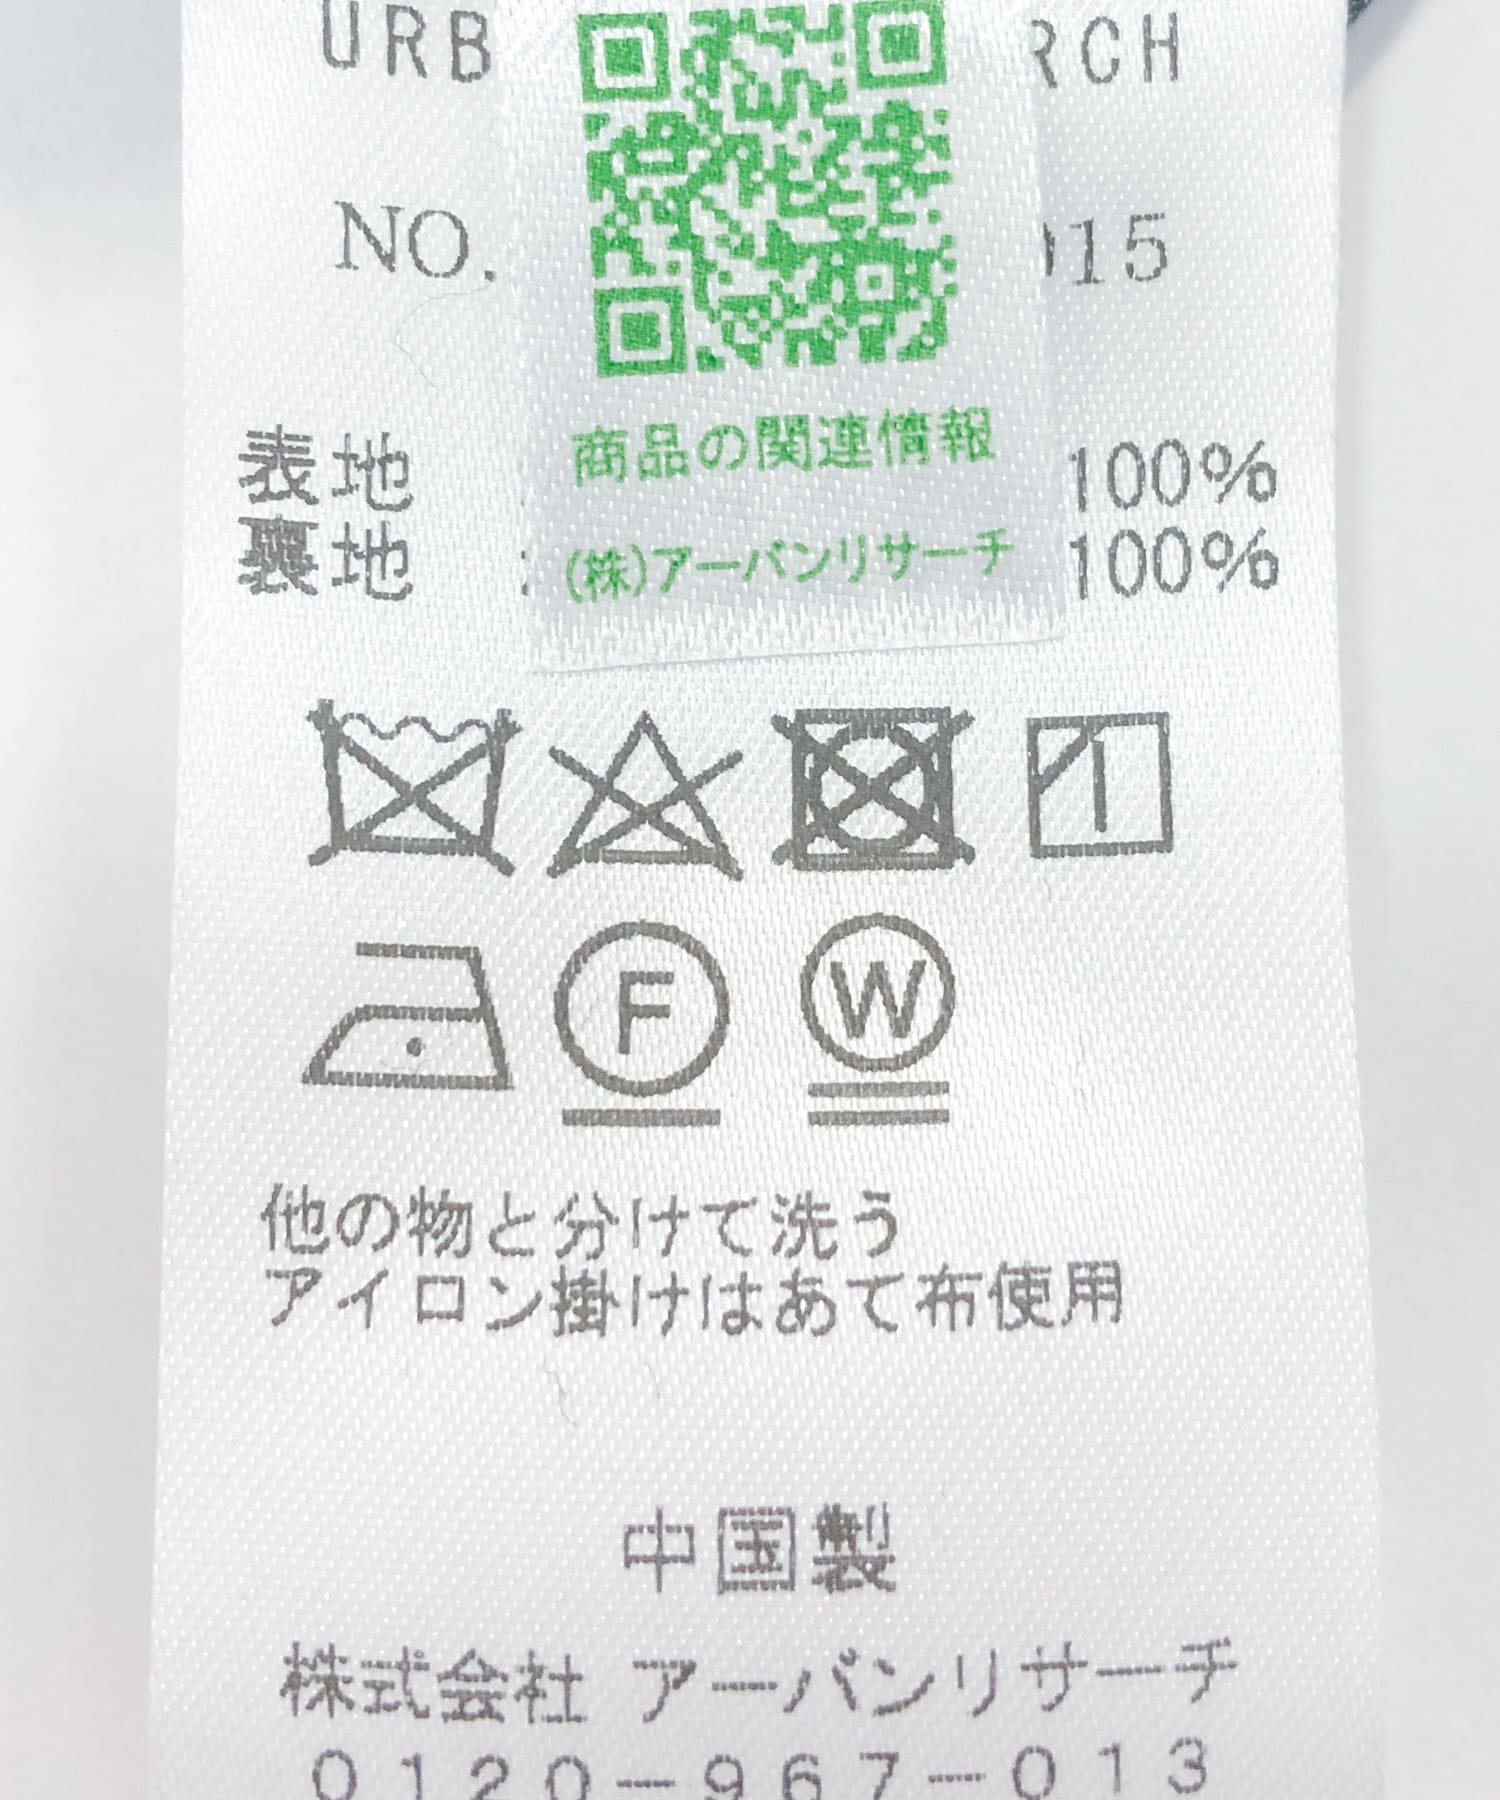 URB RCH
NO. 15
商品の関連情報
表地 100%
(株)アーバンリサーチ
裏地 : 100%
F W
他の物と分けて洗う
アイロン掛けはあて布使用
中国製
株式会社 アーバンリサーチ
0120-967-013